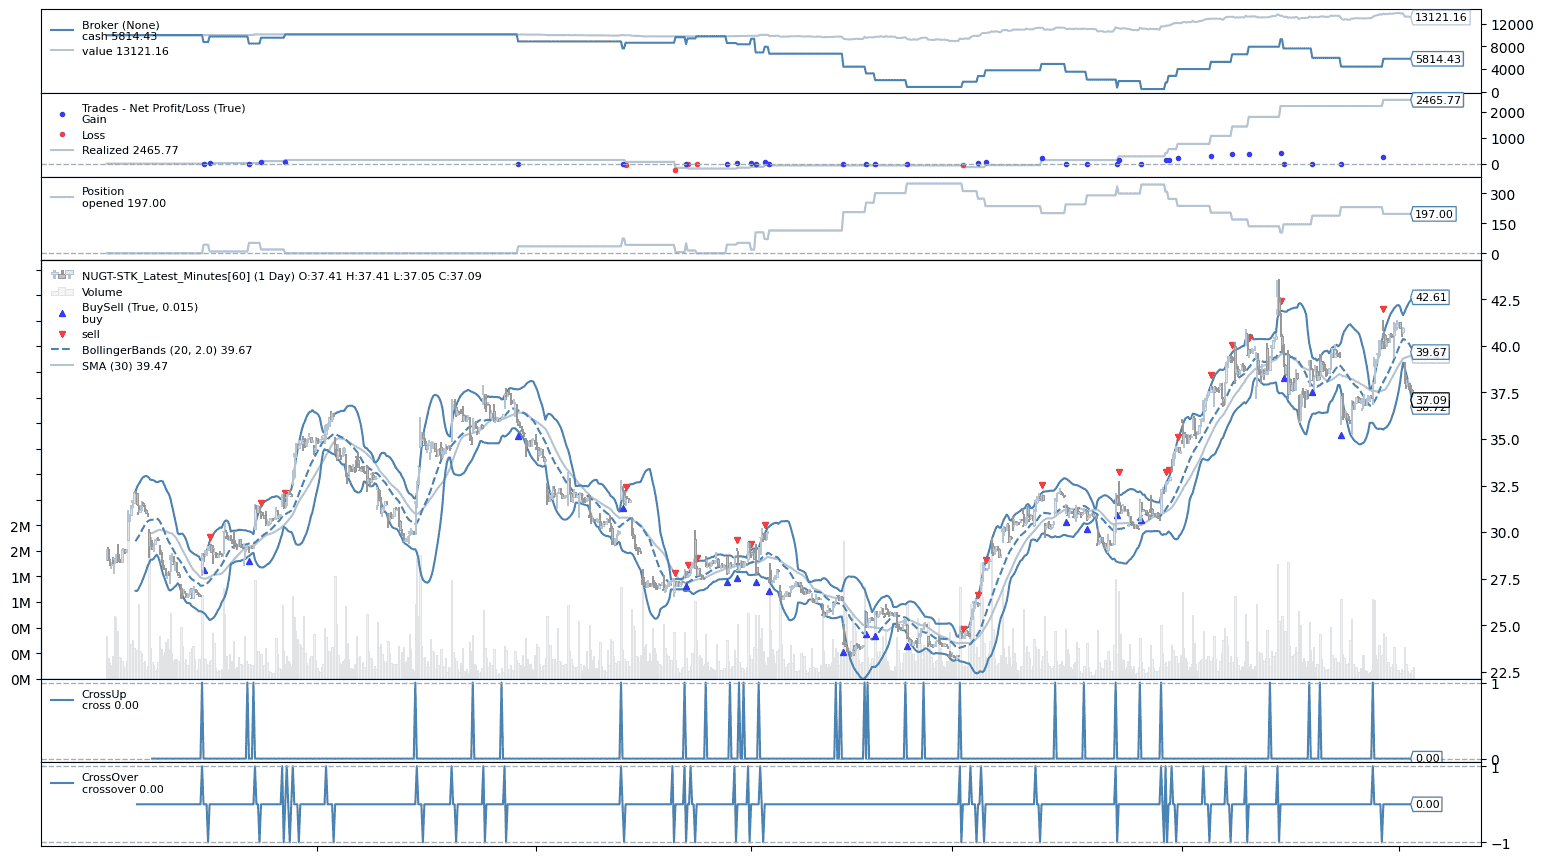 Broker (None)
cash 5814.43
value 13121.16
13121.16
12000
8000
5814.43
4000
0
Trades - Net Profit/Loss (True)
Gain
Loss
Realized 2465.77
2465.77
2000
1000
0
Position
opened 197.00
300
197.00
150
0
NUGT-STK_Latest_Minutes[60] (1 Day) O:37.41 H:37.41 L:37.05 C:37.09
Volume
BuySell (True, 0.015)
buy
sell
BollingerBands (20, 2.0) 39.67
SMA (30) 39.47
42.61
42.5
40.0
39.67
37.5
37.09
36.72
35.0
32.5
30.0
27.5
25.0
22.5
2M
2M
1M
1M
0M
0M
0M
CrossUp
cross 0.00
1
0.00
0
CrossOver
crossover 0.00
1
0.00
−1